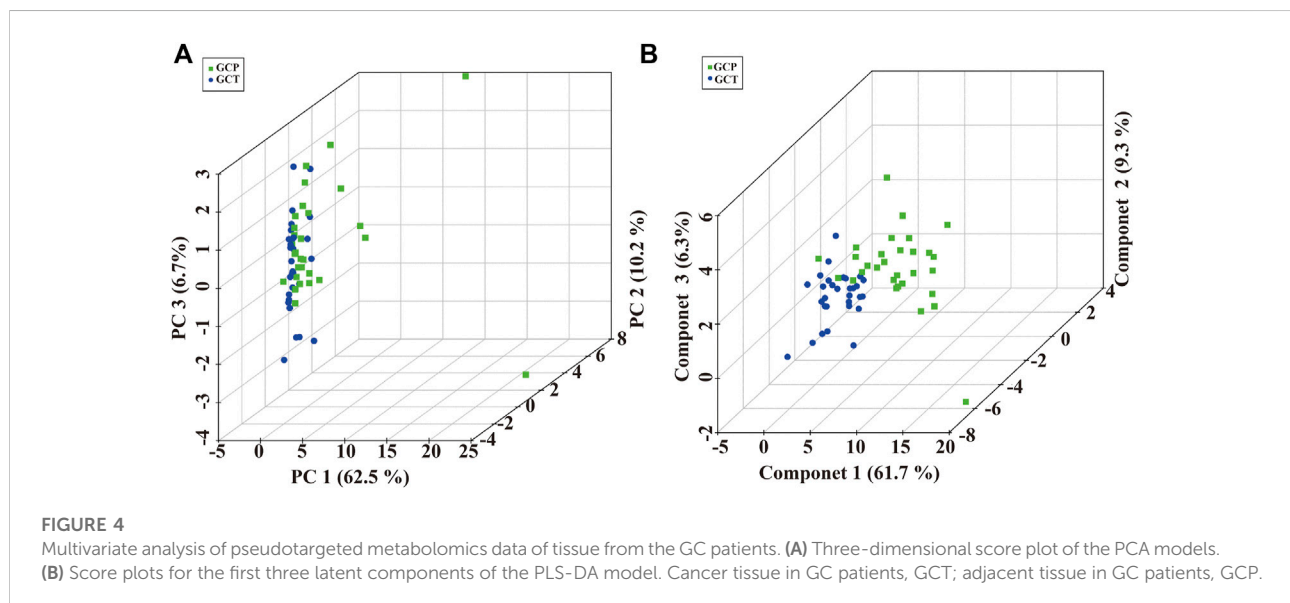 A
GCP
GCT
3
2
1
0
-1
-2
-3
-4
PC 3 (6.7%)
-5
0
5
10
15
20
25
PC 1 (62.5 %)
-4
-2
0
2
4
6
8
PC 2 (10.2 %)
B
GCP
GCT
6
4
2
0
-2
Componet 3 (6.3%)
-5
0
5
10
15
20
Componet 1 (61.7 %)
-8
-6
-4
-2
0
2
4
Componet 2 (9.3 %)
FIGURE 4
Multivariate analysis of pseudotargeted metabolomics data of tissue from the GC patients. (A) Three-dimensional score plot of the PCA models.
(B) Score plots for the first three latent components of the PLS-DA model. Cancer tissue in GC patients, GCT; adjacent tissue in GC patients, GCP.